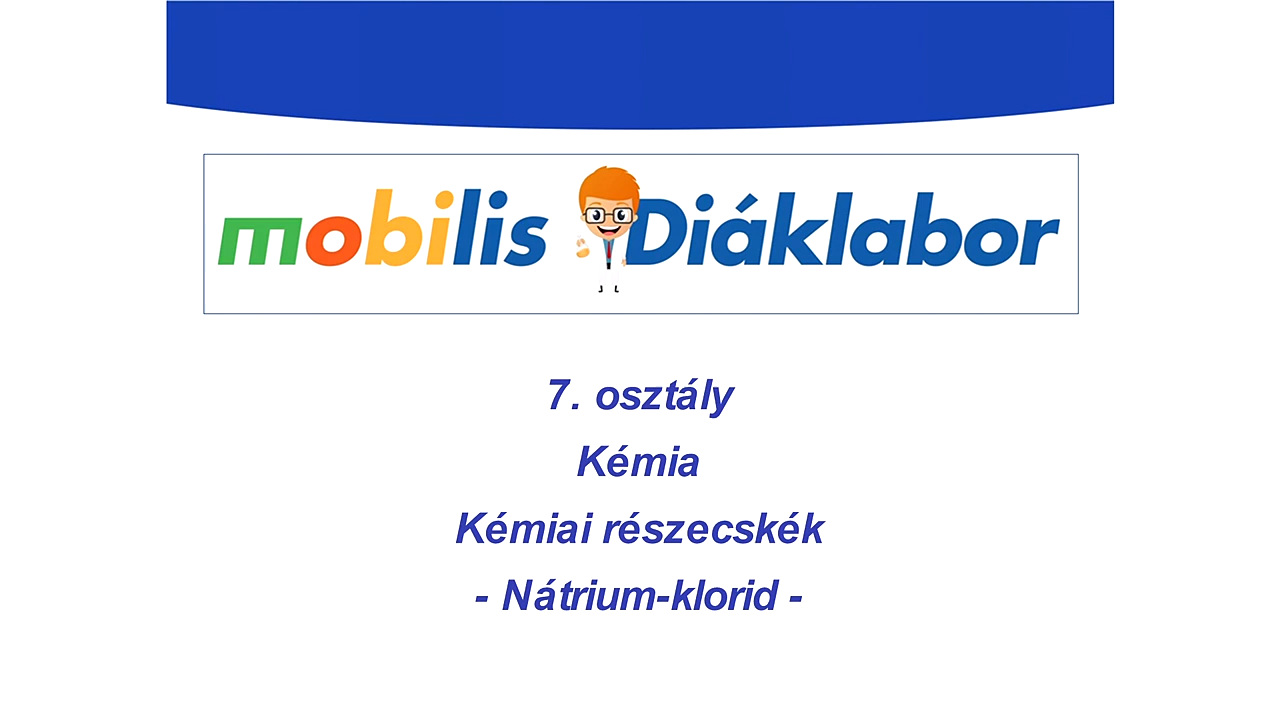 mobilis Diáklabor
7. osztály
Kémia
Kémiai részecskék
- Nátrium-klorid -